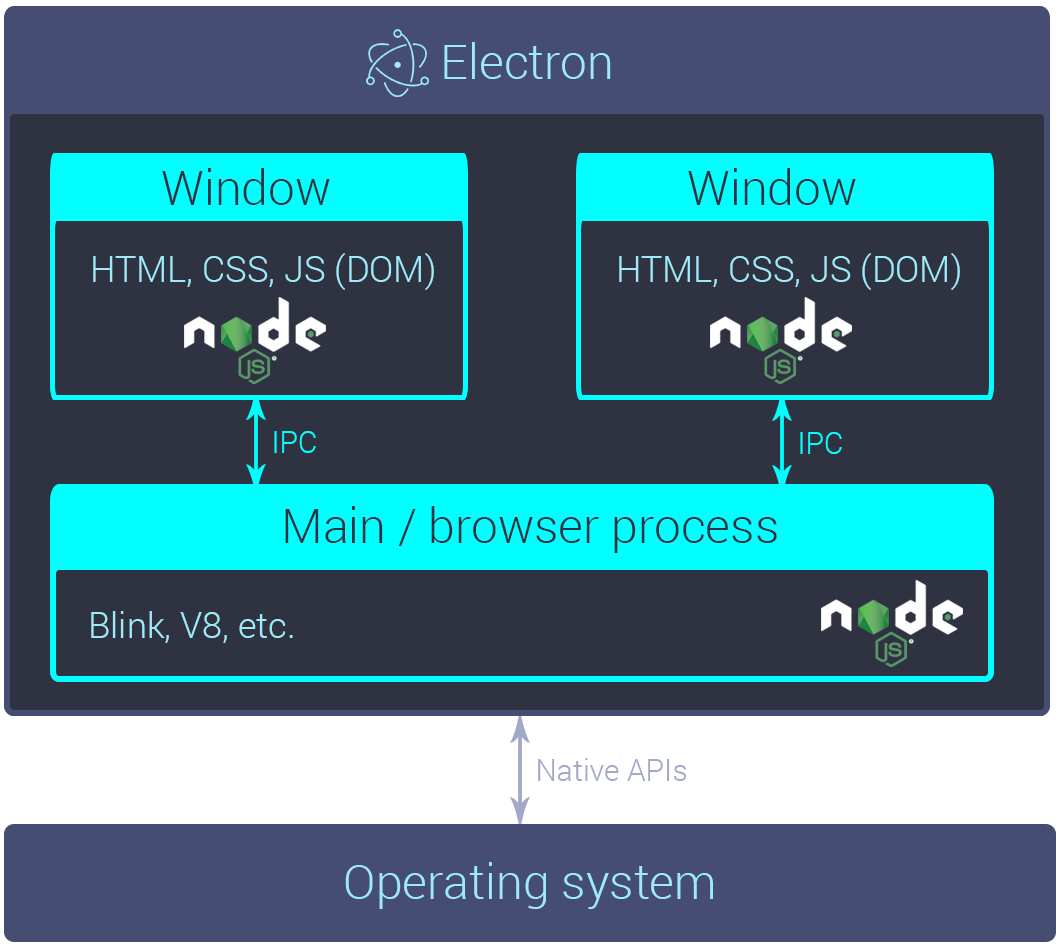 Electron
Window
Window
HTML, CSS, JS (DOM)
HTML, CSS, JS (DOM)
node
JS
node
JS
IPC
IPC
Main / browser process
Blink, V8, etc.
node
JS
Native APIs
Operating system